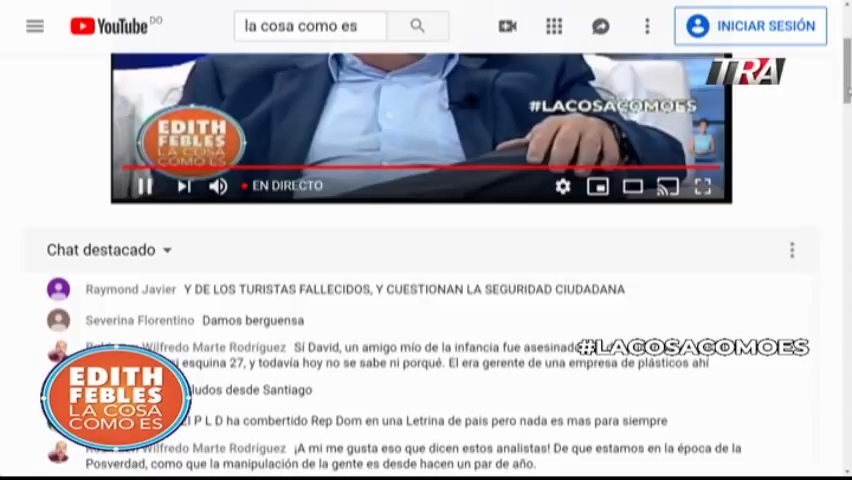 YouTube DO
la cosa como es
INICIAR SESIÓN
TRA
#LACOSACOMOES
EDITH
FEBLES
LA COSA
COMO ES
EN DIRECTO
Chat destacado
Raymond Javier Y DE LOS TURISTAS FALLECIDOS, Y CUESTIONAN LA SEGURIDAD CIUDADANA
Severina Florentino Damos berguensa
Wilfredo Marte Rodríguez Sí David, un amigo mío de la infancia fue asesinado
#LACOSACOMOES
esquina 27, y todavía hoy no se sabe ni porqué. El era gerente de una empresa de plásticos ahí
EDITH
FEBLES
LA COSA
COMO ES
ludos desde Santiago
El P L D ha combertido Rep Dom en una Letrina de pais pero nada es mas para siempre
Wilfredo Marte Rodríguez ¡A mi me gusta eso que dicen estos analistas! De que estamos en la época de la
Posverdad, como que la manipulación de la gente es desde hacen un par de año.